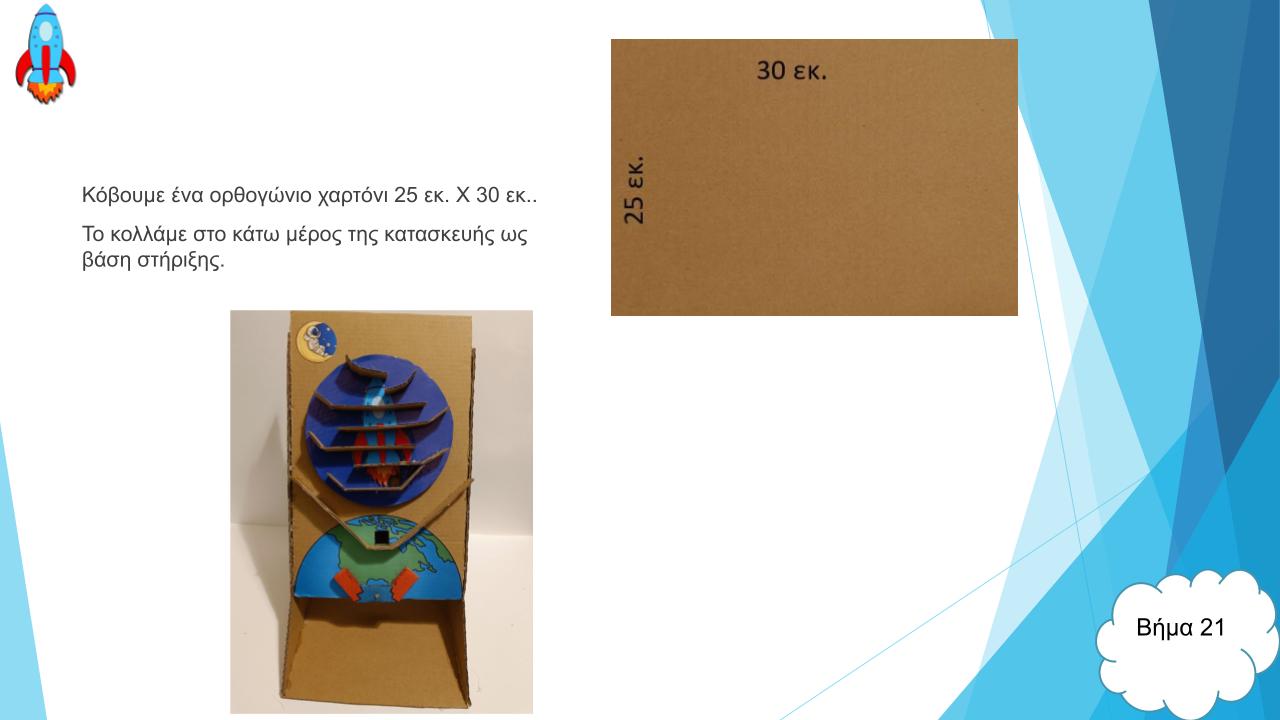 30 εκ.
25 εκ.
Κόβουμε ένα ορθογώνιο χαρτόνι 25 εκ. Χ 30 εκ..
Το κολλάμε στο κάτω μέρος της κατασκευής ως
βάση στήριξης.
Βήμα 21